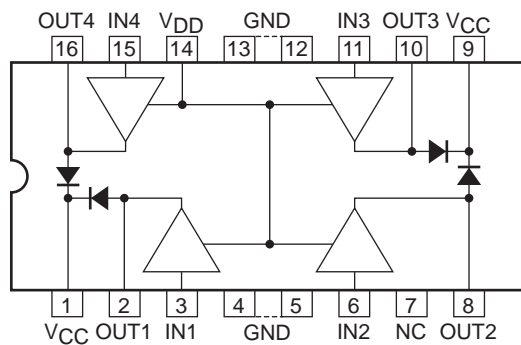 OUT4 IN4 VDD GND IN3 OUT3 VCC
16 15 14 13 12 11 10 9
1 2 3 4 5 6 7 8
VCC OUT1 IN1 GND IN2 NC OUT2